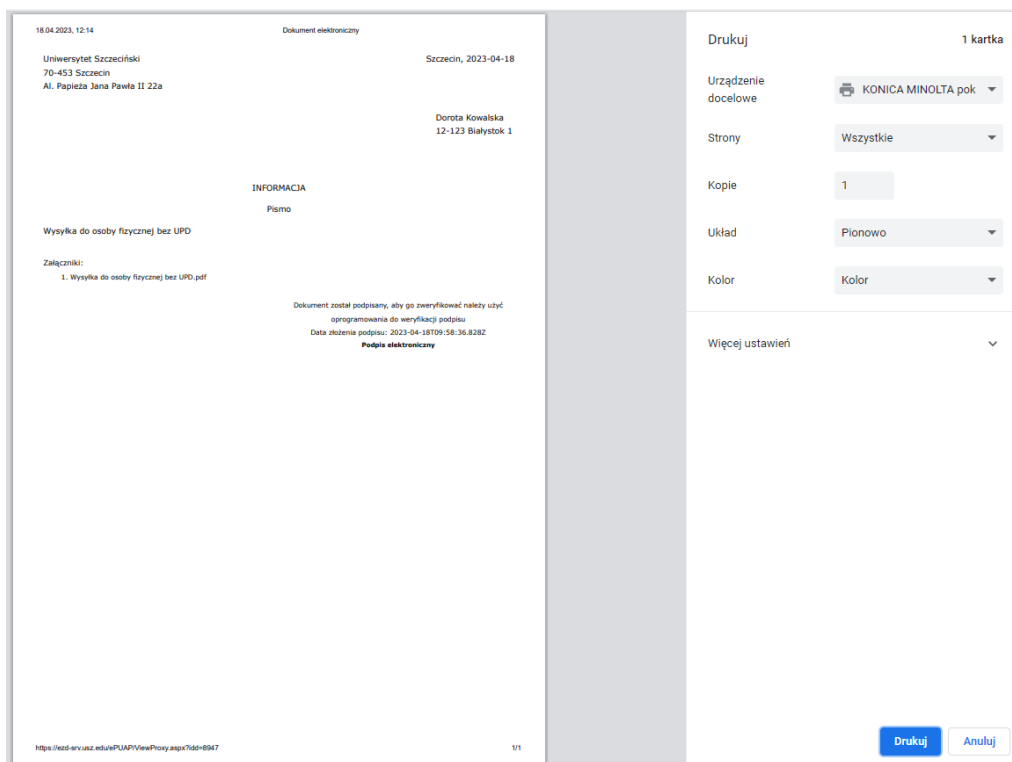 18.04.2023, 12:14 Dokument elektroniczny
Uniwersytet Szczeciński Szczecin, 2023-04-18
70-453 Szczecin
Al. Papieża Jana Pawła II 22a
Dorota Kowalska
12-123 Białystok 1
INFORMACJA
Pismo
Wysyłka do osoby fizycznej bez UPD
Załączniki:
1. Wysyłka do osoby fizycznej bez UPD.pdf
Dokument został podpisany, aby go zweryfikować należy użyć
oprogramowania do weryfikacji podpisu
Data złożenia podpisu: 2023-04-18T09:58:36.828Z
Podpis elektroniczny
https://ezd-srv.usz.edu/ePUAP/ViewProxy.aspx?idd=8947 1/1
Drukuj 1 kartka
Urządzenie
docelowe
KONICA MINOLTA pok
Strony Wszystkie
Kopie 1
Układ Pionowo
Kolor Kolor
Więcej ustawień
Drukuj Anuluj